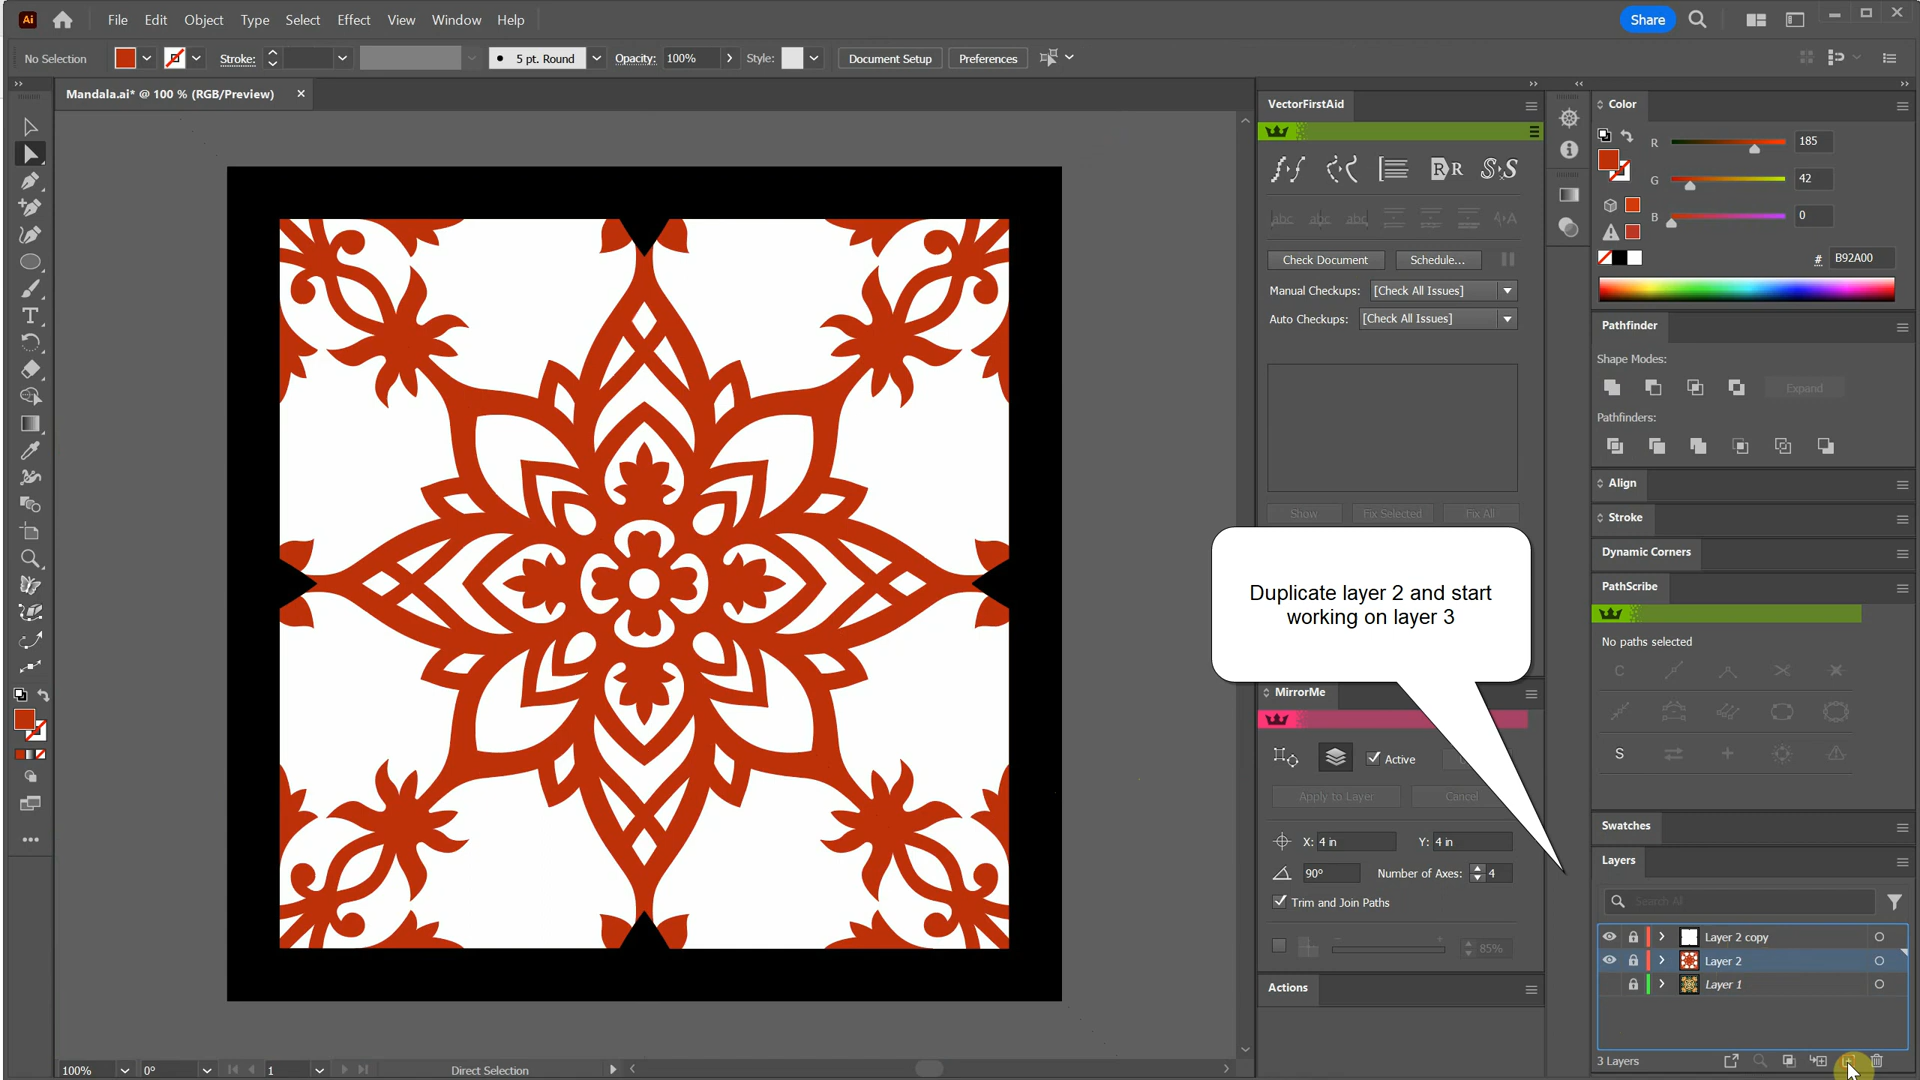 Ai File Edit Object Type Select Effect View Window Help Share
No Selection Stroke: 5 pt. Round Opacity: 100% Style: Document Setup Preferences
Mandala.ai* @ 100 % (RGB/Preview)
VectorFirstAid
Check Document Schedule...
Manual Checkups: [Check All Issues]
Auto Checkups: [Check All Issues]
Show Fix Selected Fix All
Duplicate layer 2 and start
working on layer 3
MirrorMe
Active
Apply to Layer Cancel
X: 4 in Y: 4 in
90° Number of Axes: 4
Trim and Join Paths
85%
Actions
Color
R 185
G 42
B 0
# B92A00
Pathfinder
Shape Modes:
Expand
Pathfinders:
Align
Stroke
Dynamic Corners
PathScribe
No paths selected
Swatches
Layers
Search All
Layer 2 copy
Layer 2
Layer 1
3 Layers
100% 0° 1 Direct Selection